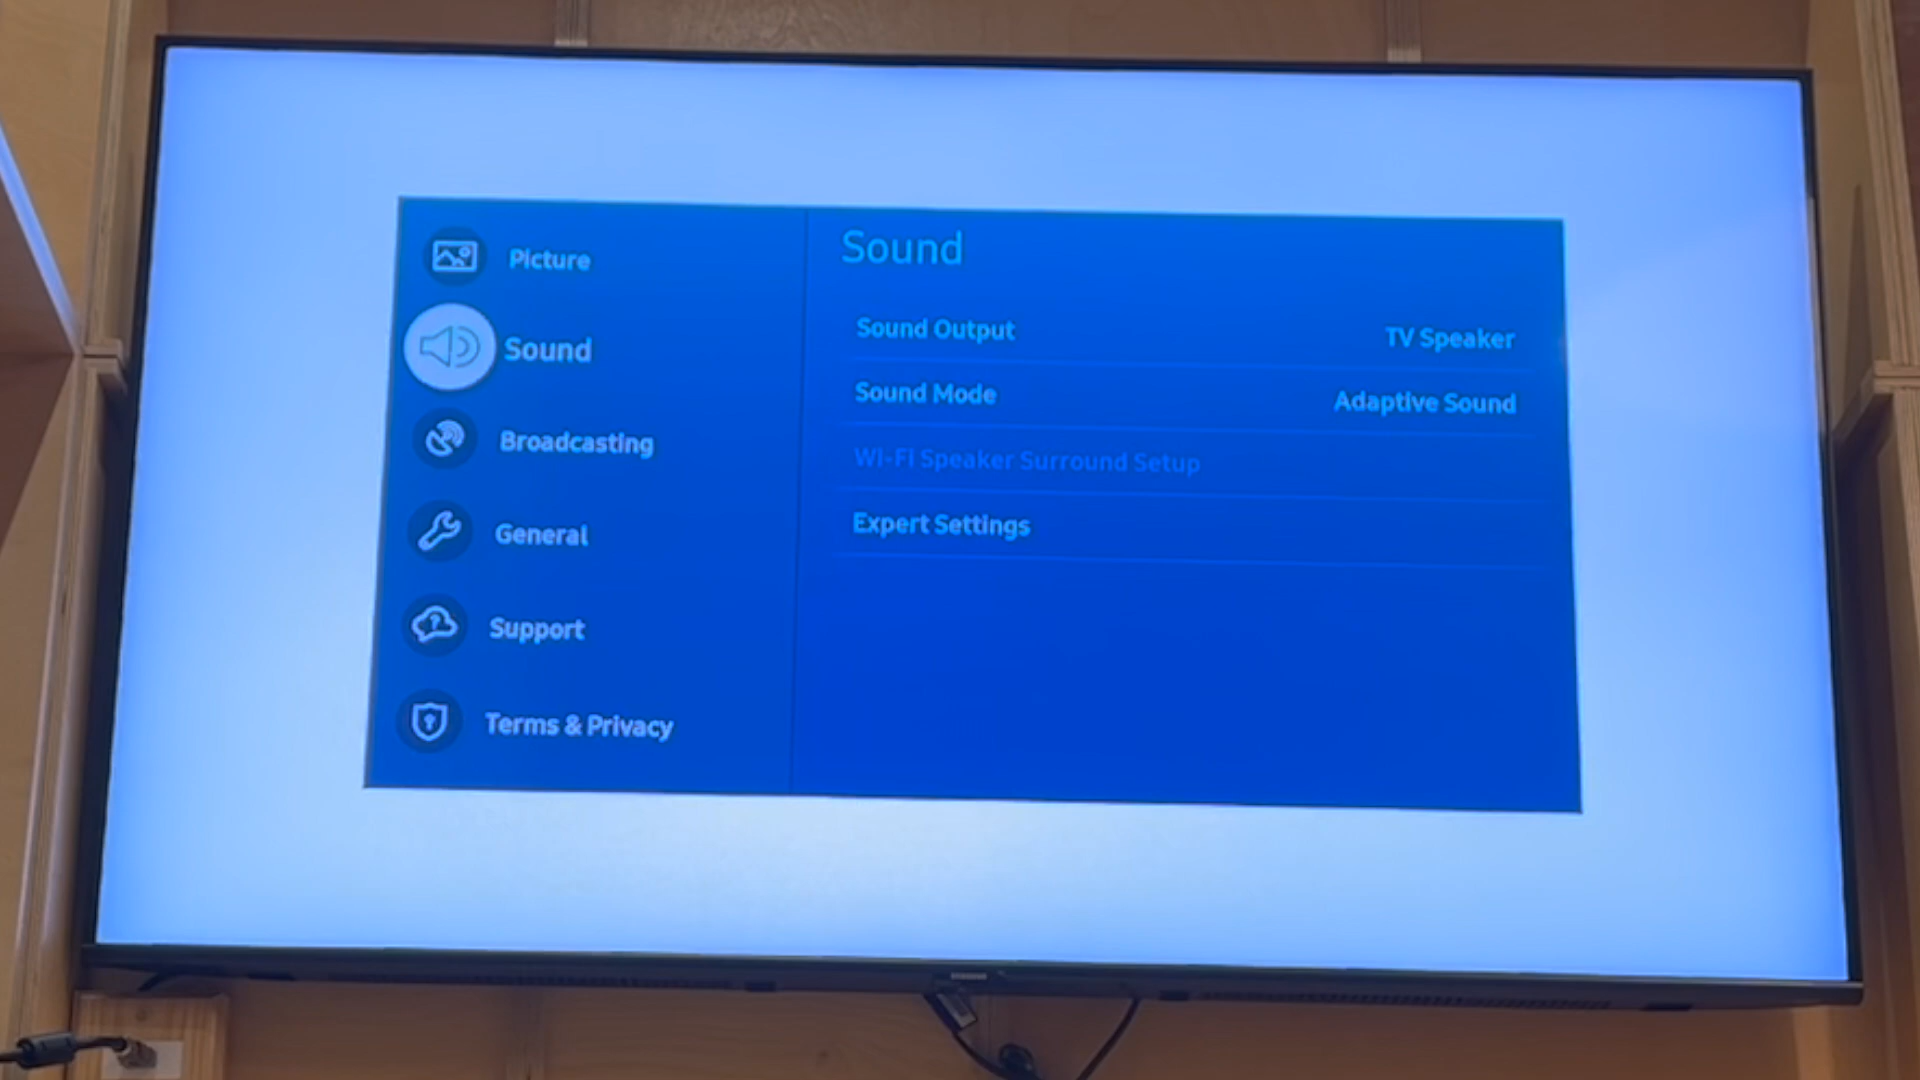 Picture
Sound
Broadcasting
General
Support
Terms & Privacy
Sound
Sound Output TV Speaker
Sound Mode Adaptive Sound
Wi-Fi Speaker Surround Setup
Expert Settings